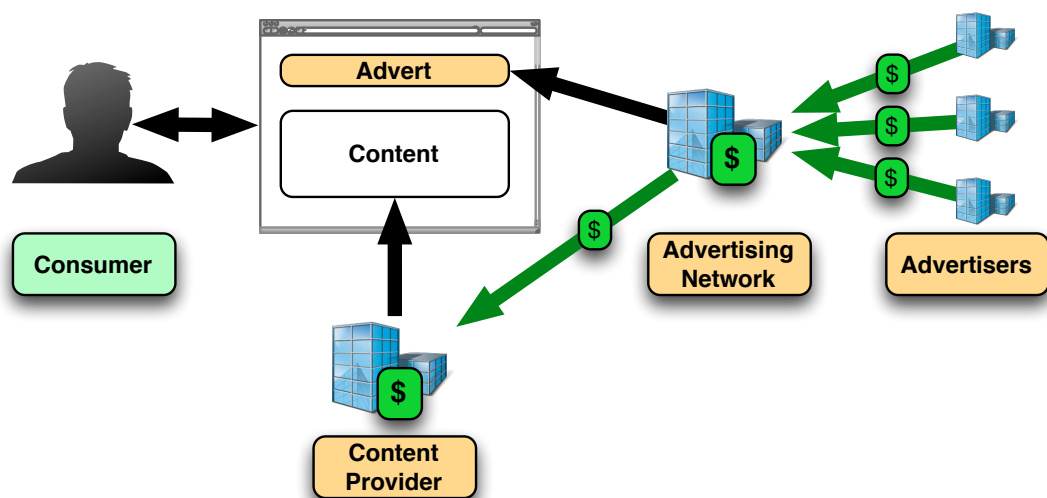 Advert
Content
$
$
$
$
$
Consumer
Advertising
Network
Advertisers
$
Content
Provider